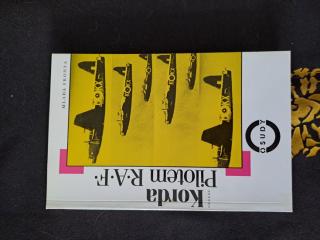 Korda
Pilotem R·A·F·
OSUDY
MLADÁ FRONTA